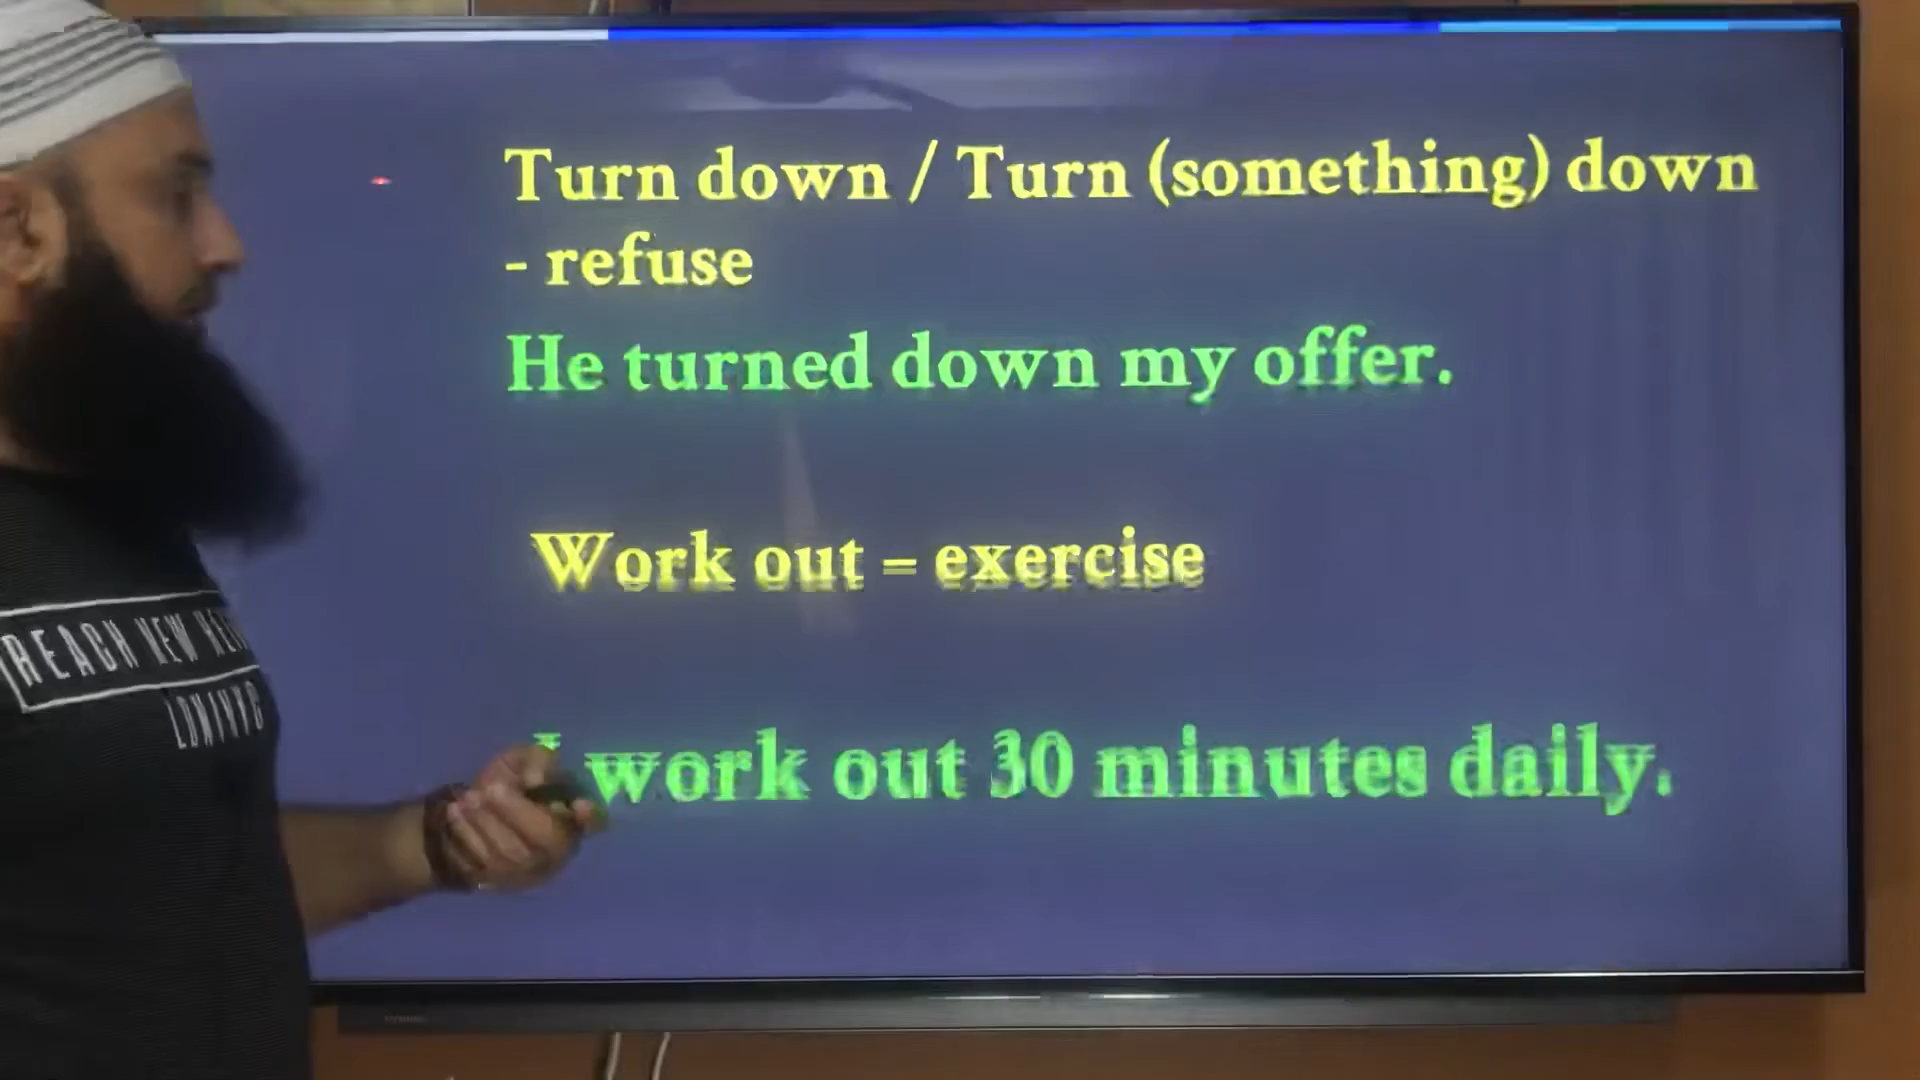 Turn down / Turn (something) down
- refuse
He turned down my offer.
Work out = exercise
I work out 30 minutes daily.
REACH NEW